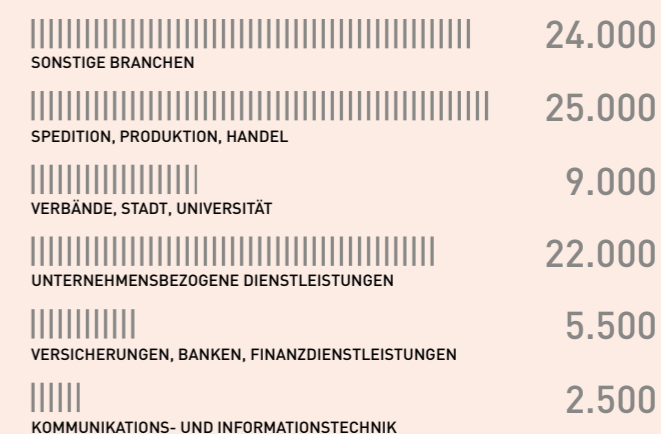 24.000
SONSTIGE BRANCHEN
25.000
SPEDITION, PRODUKTION, HANDEL
9.000
VERBÄNDE, STADT, UNIVERSITÄT
22.000
UNTERNEHMENSBEZOGENE DIENSTLEISTUNGEN
5.500
VERSICHERUNGEN, BANKEN, FINANZDIENSTLEISTUNGEN
2.500
KOMMUNIKATIONS- UND INFORMATIONSTECHNIK